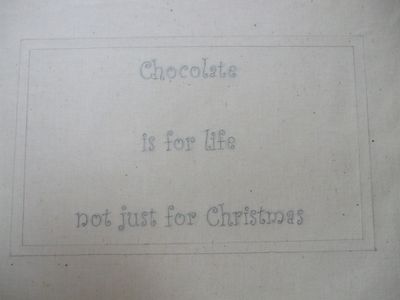 Chocolate
is for life
not just for Christmas